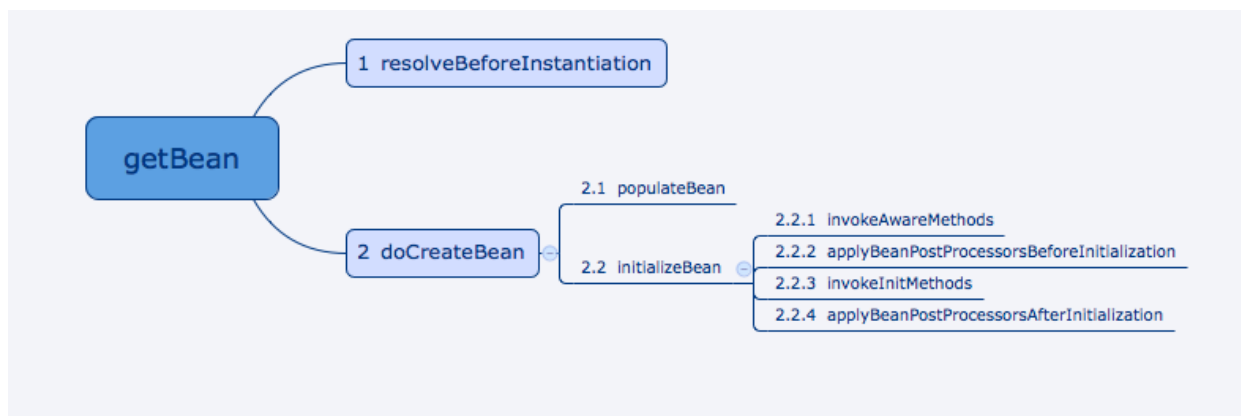 1 resolveBeforeInstantiation
getBean
2 doCreateBean
2.1 populateBean
2.2 initializeBean
2.2.1 invokeAwareMethods
2.2.2 applyBeanPostProcessorsBeforeInitialization
2.2.3 invokeInitMethods
2.2.4 applyBeanPostProcessorsAfterInitialization